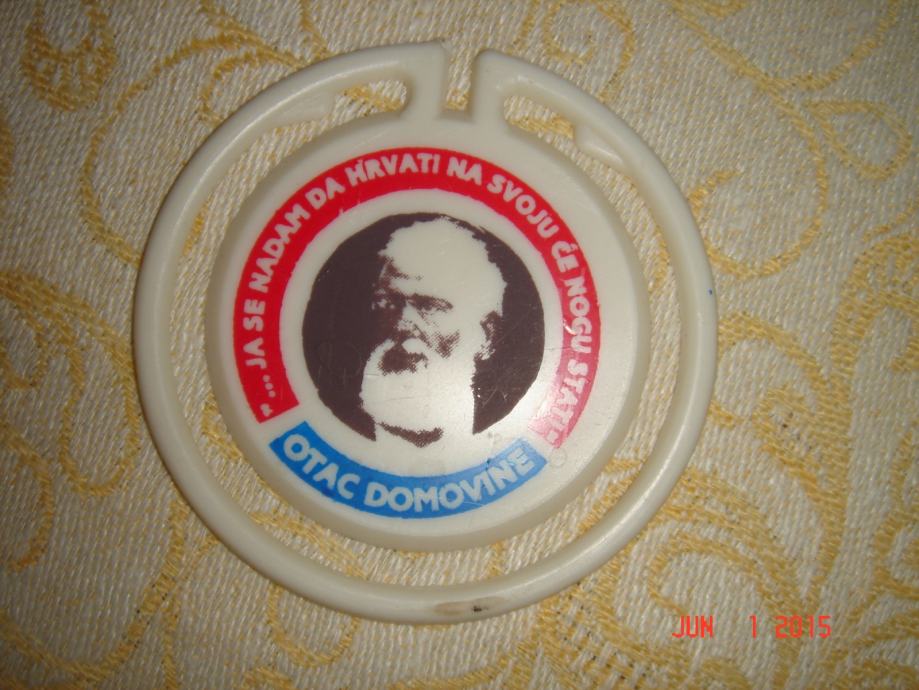 "...JA SE NADAM DA HRVATI NA SVOJU ĆE NOGU STATI"
OTAC DOMOVINE
JUN 1 2015